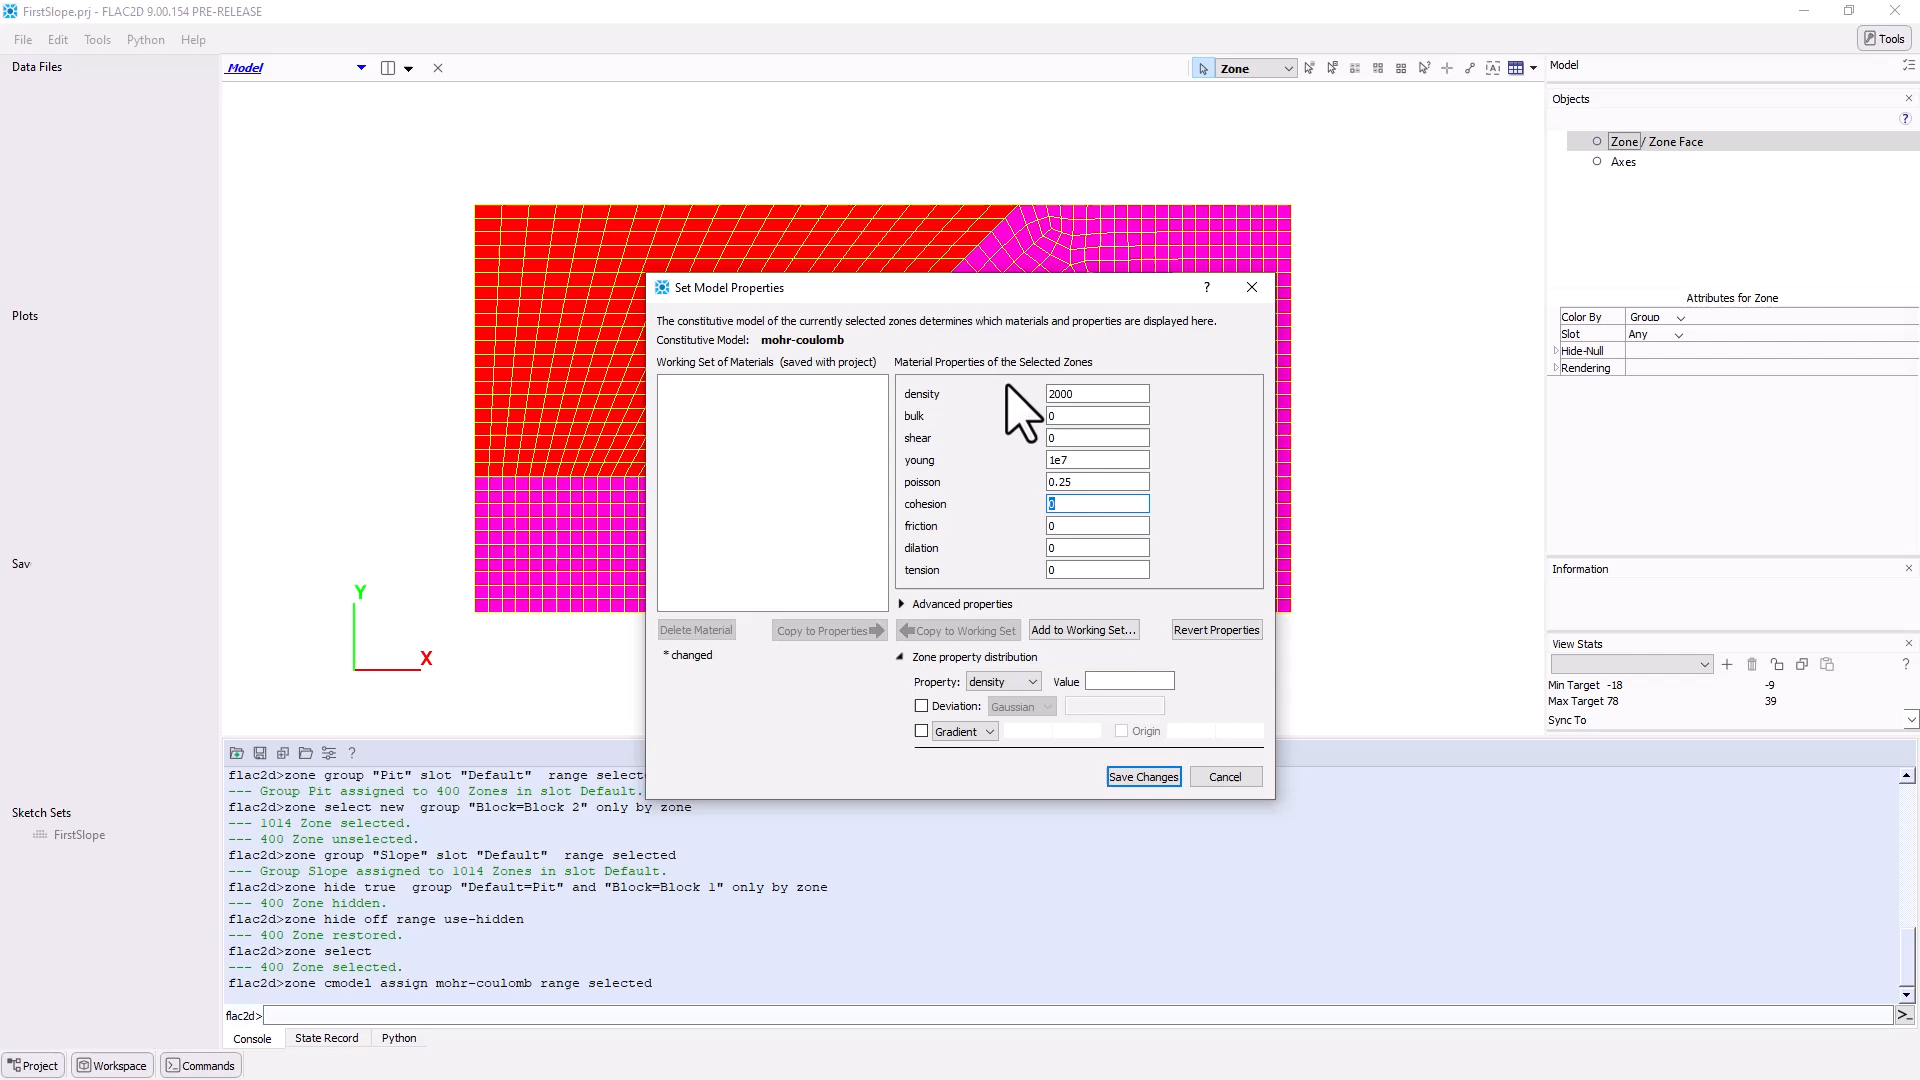 FirstSlope.prj - FLAC2D 9.00.154 PRE-RELEASE
File Edit Tools Python Help
Tools
Data Files
Model
Zone
Model
Objects
Zone / Zone Face
Axes
Plots
Attributes for Zone
Color By Group
Slot Any
Hide-Null
Rendering
Set Model Properties
The constitutive model of the currently selected zones determines which materials and properties are displayed here.
Constitutive Model: mohr-coulomb
Working Set of Materials (saved with project) Material Properties of the Selected Zones
density 2000
bulk 0
shear 0
young 1e7
poisson 0.25
cohesion 0
friction 0
dilation 0
tension 0
Advanced properties
Delete Material Copy to Properties Copy to Working Set Add to Working Set... Revert Properties
* changed
Zone property distribution
Property: density Value
Deviation: Gaussian
Gradient Origin
Save Changes Cancel
Y
X
Information
View Stats
Min Target -18 -9
Max Target 78 39
Sync To
Sav
flac2d>zone group "Pit" slot "Default" range selecte
--- Group Pit assigned to 400 Zones in slot Default.
flac2d>zone select new group "Block=Block 2" only by zone
--- 1014 Zone selected.
--- 400 Zone unselected.
flac2d>zone group "Slope" slot "Default" range selected
--- Group Slope assigned to 1014 Zones in slot Default.
flac2d>zone hide true group "Default=Pit" and "Block=Block 1" only by zone
--- 400 Zone hidden.
flac2d>zone hide off range use-hidden
--- 400 Zone restored.
flac2d>zone select
--- 400 Zone selected.
flac2d>zone cmodel assign mohr-coulomb range selected
flac2d>
Sketch Sets
FirstSlope
Console State Record Python
Project Workspace Commands